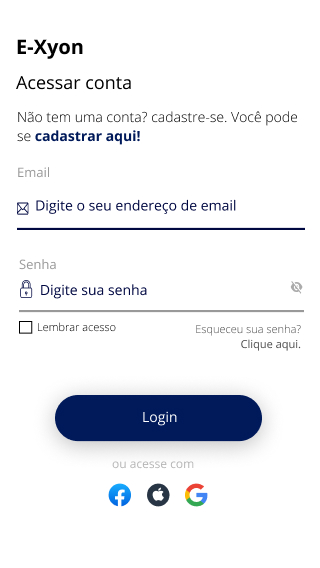 E-Xyon
Acessar conta
Não tem uma conta? cadastre-se. Você pode
se cadastrar aqui!
Email
Digite o seu endereço de email
Senha
Digite sua senha
Lembrar acesso
Esqueceu sua senha?
Clique aqui.
Login
ou acesse com